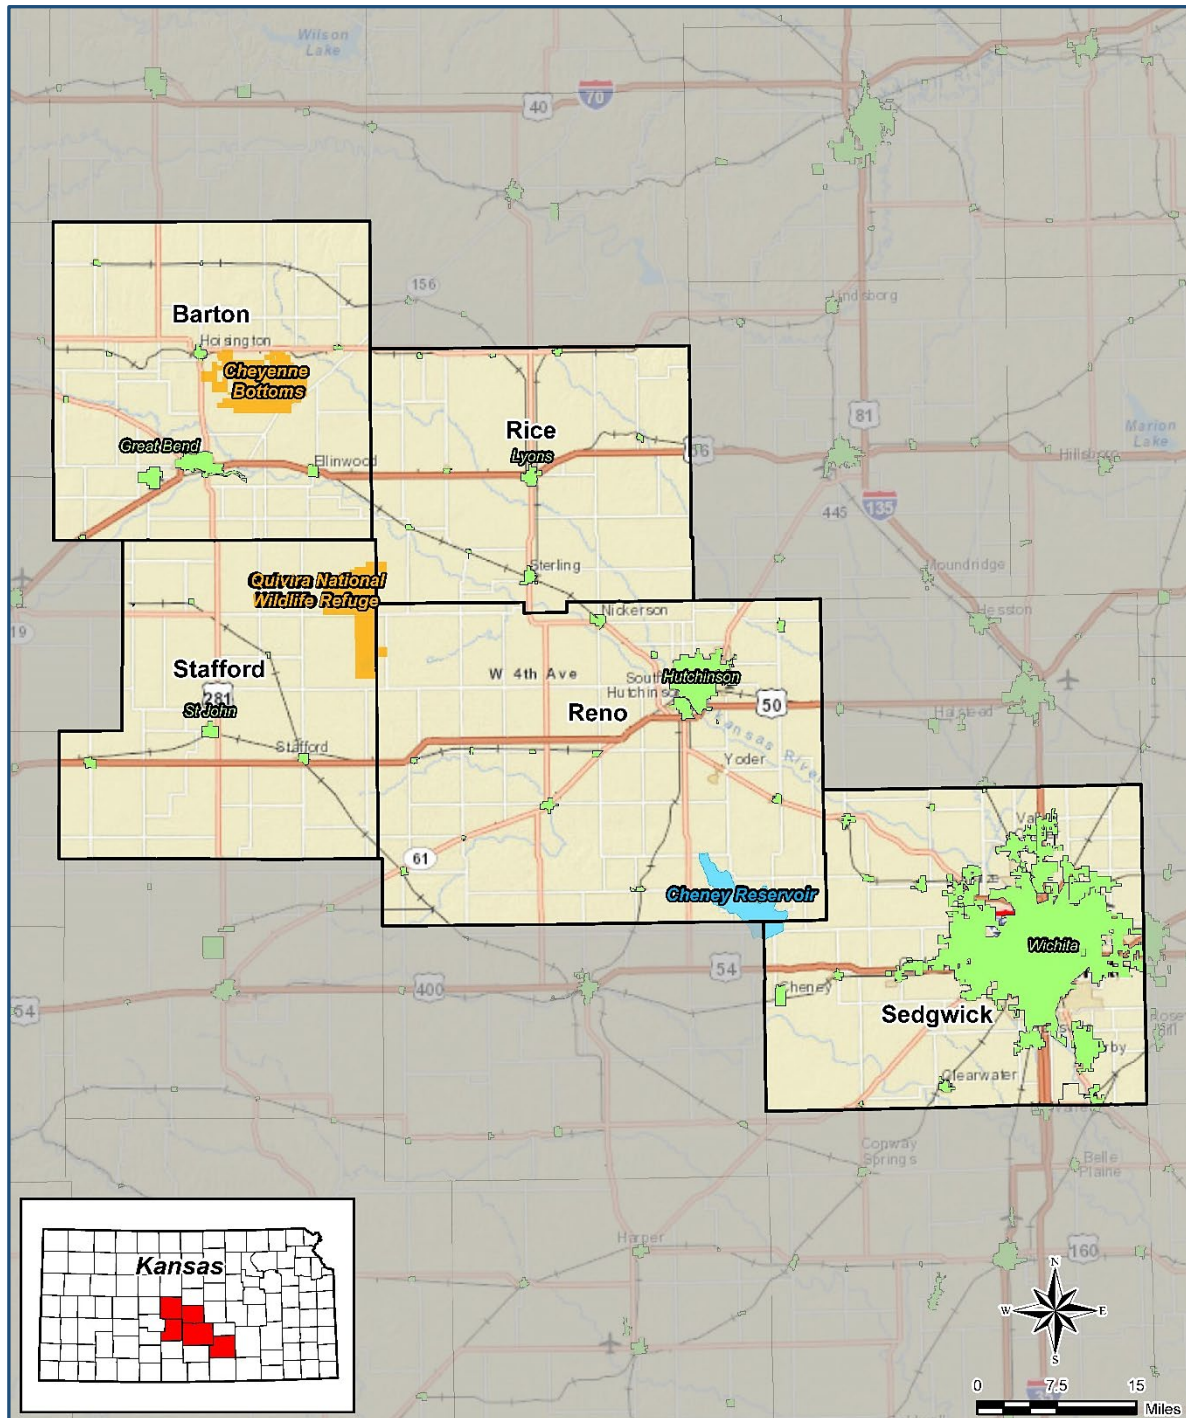 Wilson
Lake
40
70
156
Lindsborg
Barton
Hoisington
Cheyenne
Bottoms
Great Bend
Ellinwood
Rice
Lyons
56
81
Marion
Lake
Hillsboro
135
445
Moundridge
Hesston
Sterling
Quivira National
Wildlife Refuge
Nickerson
19
Stafford
281
St John
Stafford
W 4th Ave
South
Hutchinson
Hutchinson
Reno
50
Halstead
Kansas River
Yoder
61
Cheney Reservoir
Wichita
54
400
54
Cheney
Sedgwick
Clearwater
Conway
Springs
Belle
Plaine
Harper
160
Kansas
N
W
E
S
35
0
7.5
15
Miles